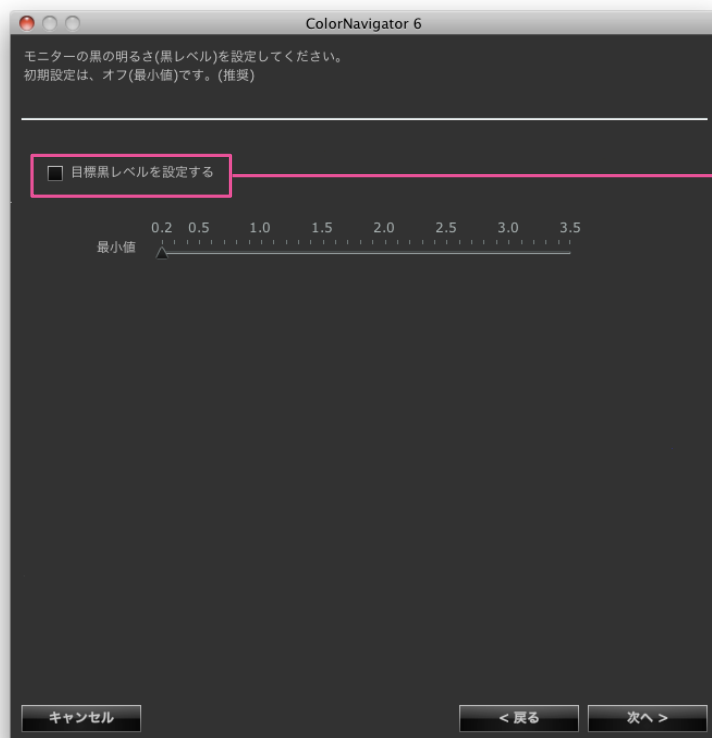 ColorNavigator 6
モニターの黒の明るさ(黒レベル)を設定してください。
初期設定は、オフ(最小値)です。(推奨)
目標黒レベルを設定する
0.2 0.5 1.0 1.5 2.0 2.5 3.0 3.5
最小値
キャンセル < 戻る 次へ >